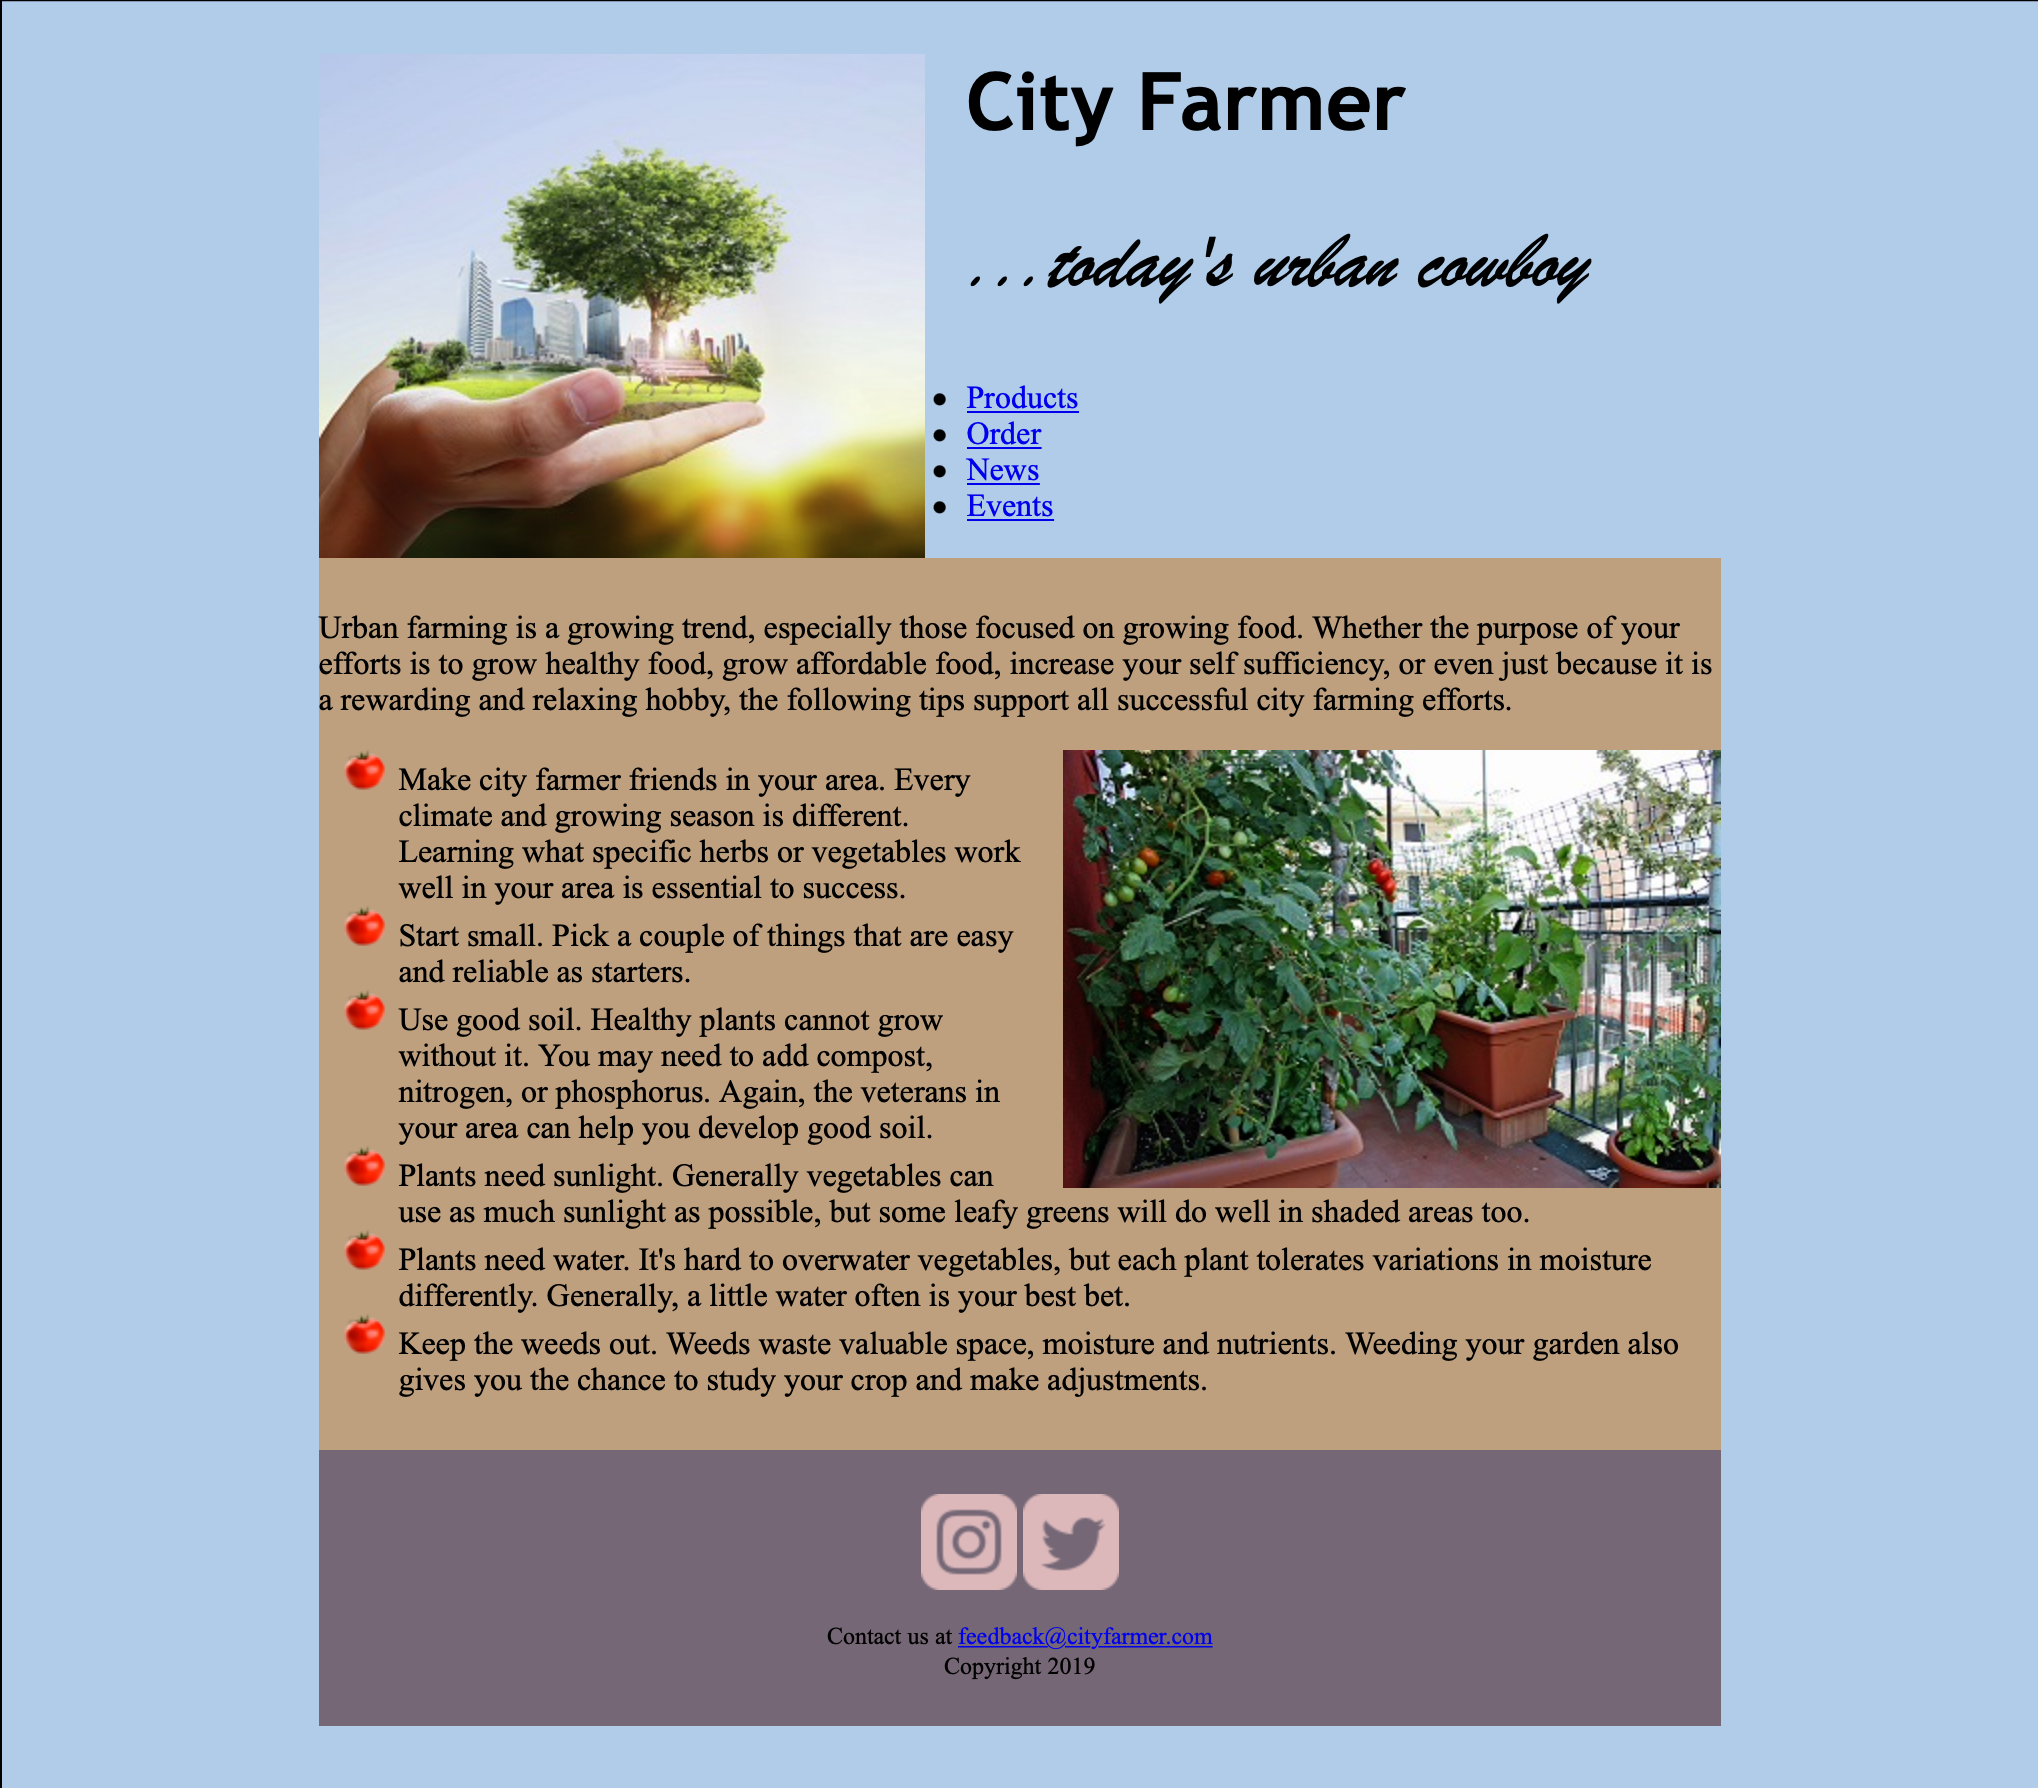 City Farmer
...today's urban cowboy
Products
Order
News
Events
Urban farming is a growing trend, especially those focused on growing food. Whether the purpose of your
efforts is to grow healthy food, grow affordable food, increase your self sufficiency, or even just because it is
a rewarding and relaxing hobby, the following tips support all successful city farming efforts.
Make city farmer friends in your area. Every
climate and growing season is different.
Learning what specific herbs or vegetables work
well in your area is essential to success.
Start small. Pick a couple of things that are easy
and reliable as starters.
Use good soil. Healthy plants cannot grow
without it. You may need to add compost,
nitrogen, or phosphorus. Again, the veterans in
your area can help you develop good soil.
Plants need sunlight. Generally vegetables can
use as much sunlight as possible, but some leafy greens will do well in shaded areas too.
Plants need water. It's hard to overwater vegetables, but each plant tolerates variations in moisture
differently. Generally, a little water often is your best bet.
Keep the weeds out. Weeds waste valuable space, moisture and nutrients. Weeding your garden also
gives you the chance to study your crop and make adjustments.
Contact us at feedback@cityfarmer.com
Copyright 2019